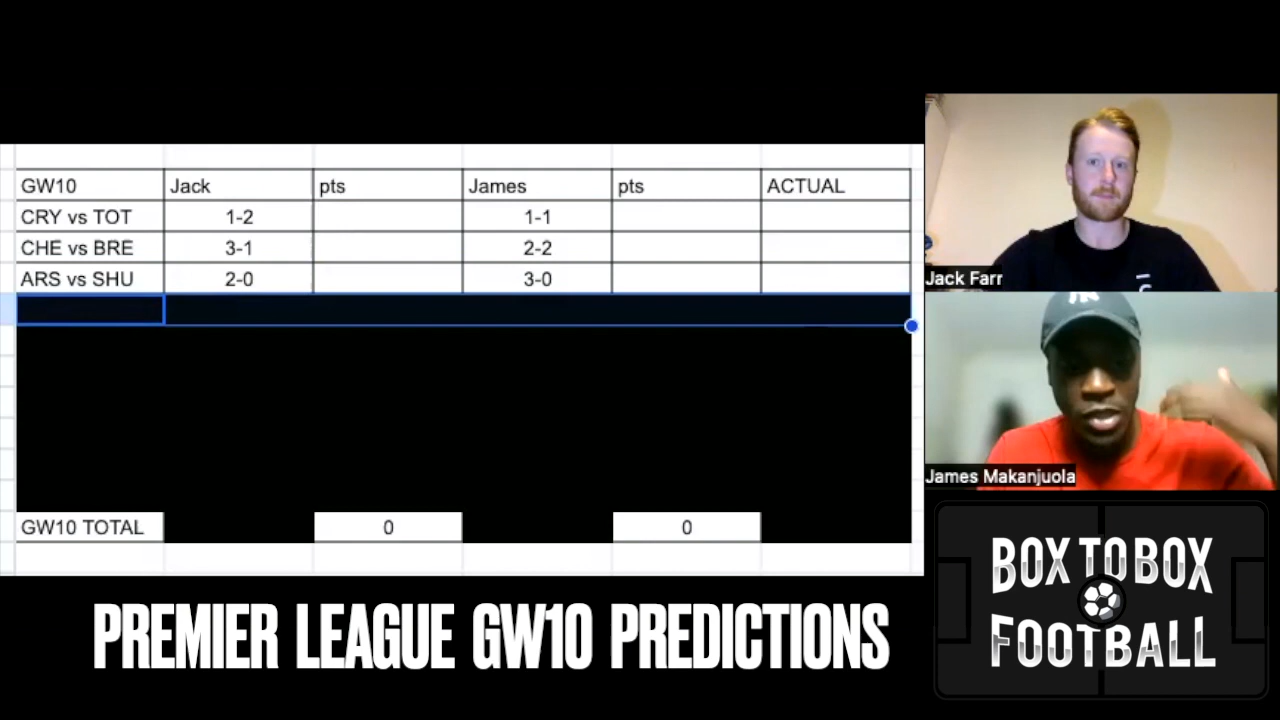 GW10 Jack pts James pts ACTUAL
CRY vs TOT 1-2 1-1
CHE vs BRE 3-1 2-2
ARS vs SHU 2-0 3-0
GW10 TOTAL 0 0
PREMIER LEAGUE GW10 PREDICTIONS
Jack Farr
James Makanjuola
BOX TO BOX
FOOTBALL